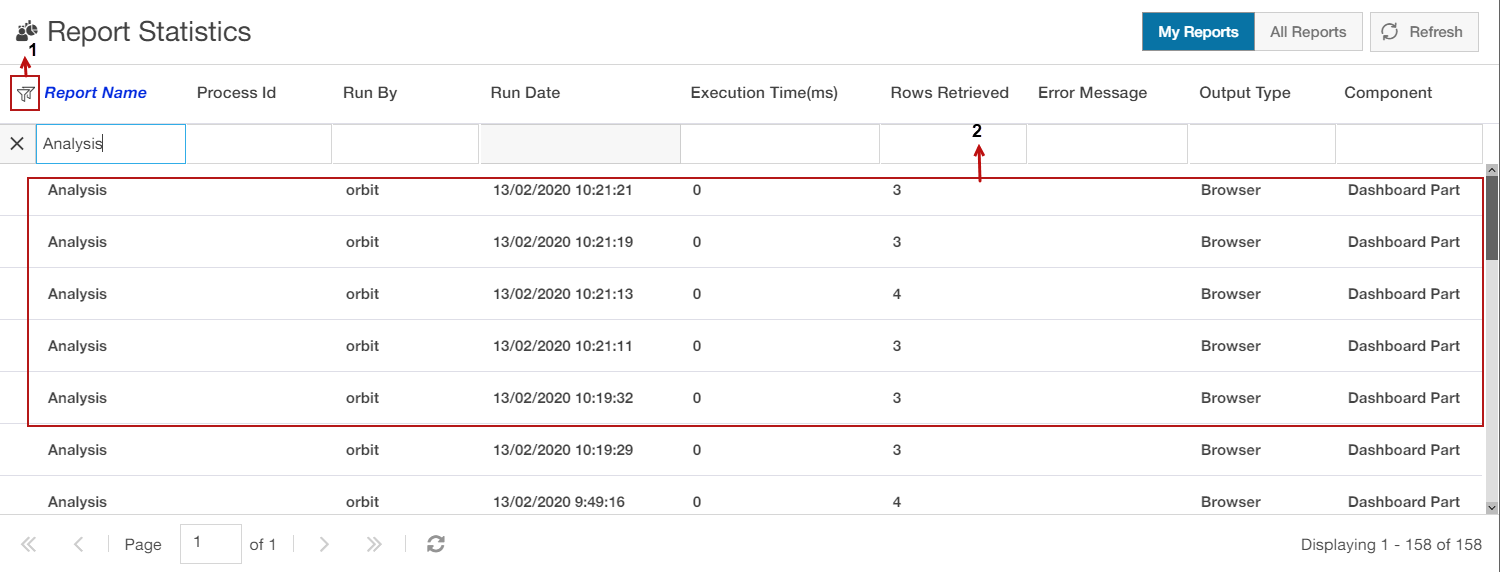 Report Statistics
My Reports All Reports Refresh
1
Report Name Process Id Run By Run Date Execution Time(ms) Rows Retrieved Error Message Output Type Component
2
Analysis
Analysis orbit 13/02/2020 10:21:21 0 3 Browser Dashboard Part
Analysis orbit 13/02/2020 10:21:19 0 3 Browser Dashboard Part
Analysis orbit 13/02/2020 10:21:13 0 4 Browser Dashboard Part
Analysis orbit 13/02/2020 10:21:11 0 3 Browser Dashboard Part
Analysis orbit 13/02/2020 10:19:32 0 3 Browser Dashboard Part
Analysis orbit 13/02/2020 10:19:29 0 3 Browser Dashboard Part
Analysis orbit 13/02/2020 9:49:16 0 4 Browser Dashboard Part
Page 1 of 1 Displaying 1 - 158 of 158